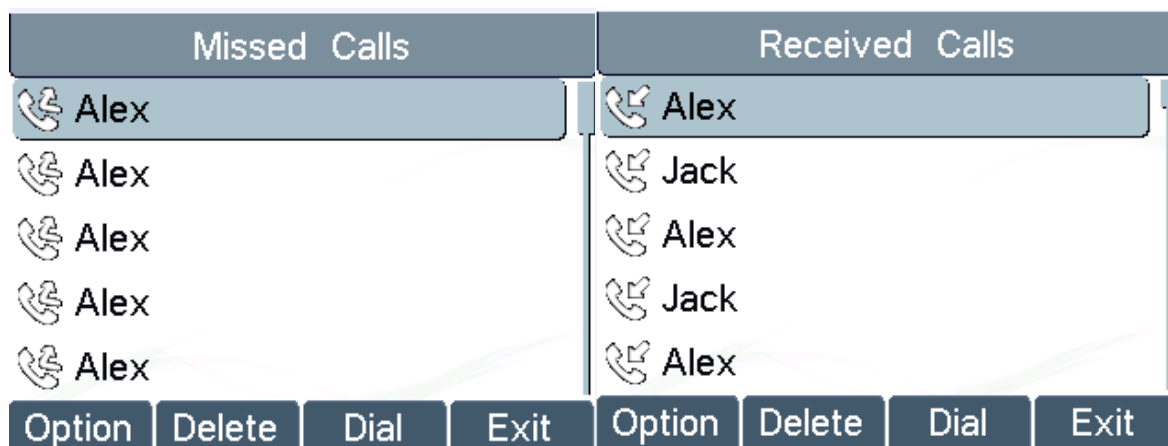 Missed Calls
Alex
Alex
Alex
Alex
Alex
Option Delete Dial Exit
Received Calls
Alex
Jack
Alex
Jack
Alex
Option Delete Dial Exit